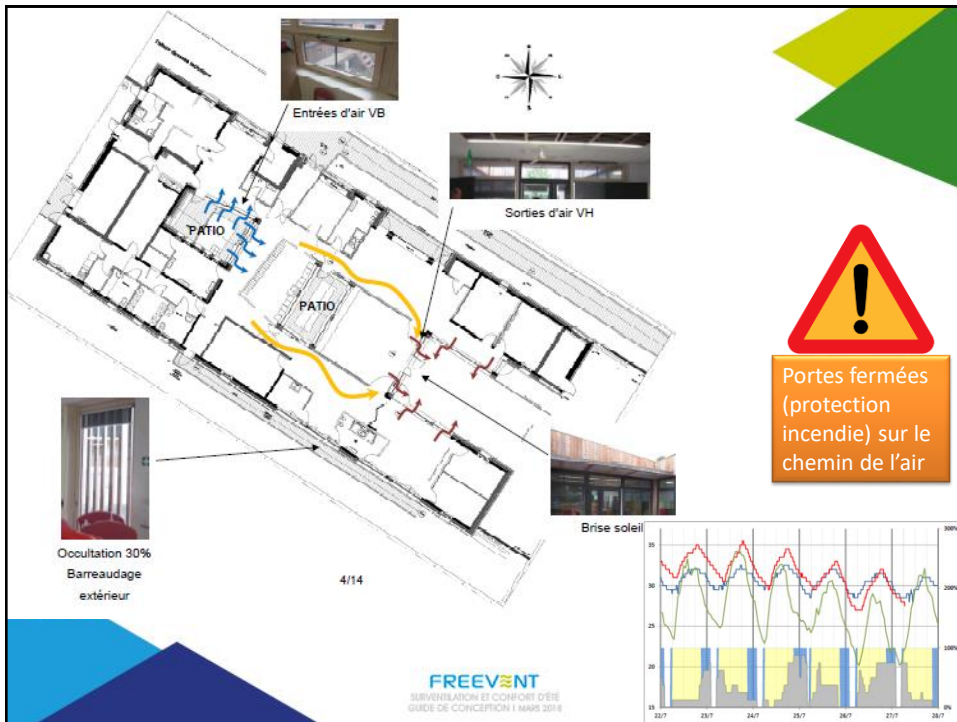 Entrées d'air VB
Sorties d'air VH
PATIO
PATIO
Portes fermées
(protection
incendie) sur le
chemin de l'air
Brise soleil
Occultation 30%
Barreaudage
extérieur
4/14
35
30
25
20
15
300%
200%
100%
0%
22/7 23/7 24/7 25/7 26/7 27/7 28/7
FREEVENT
SURVENTILATION ET CONFORT D'ÉTÉ
GUIDE DE CONCEPTION I MARS 2018